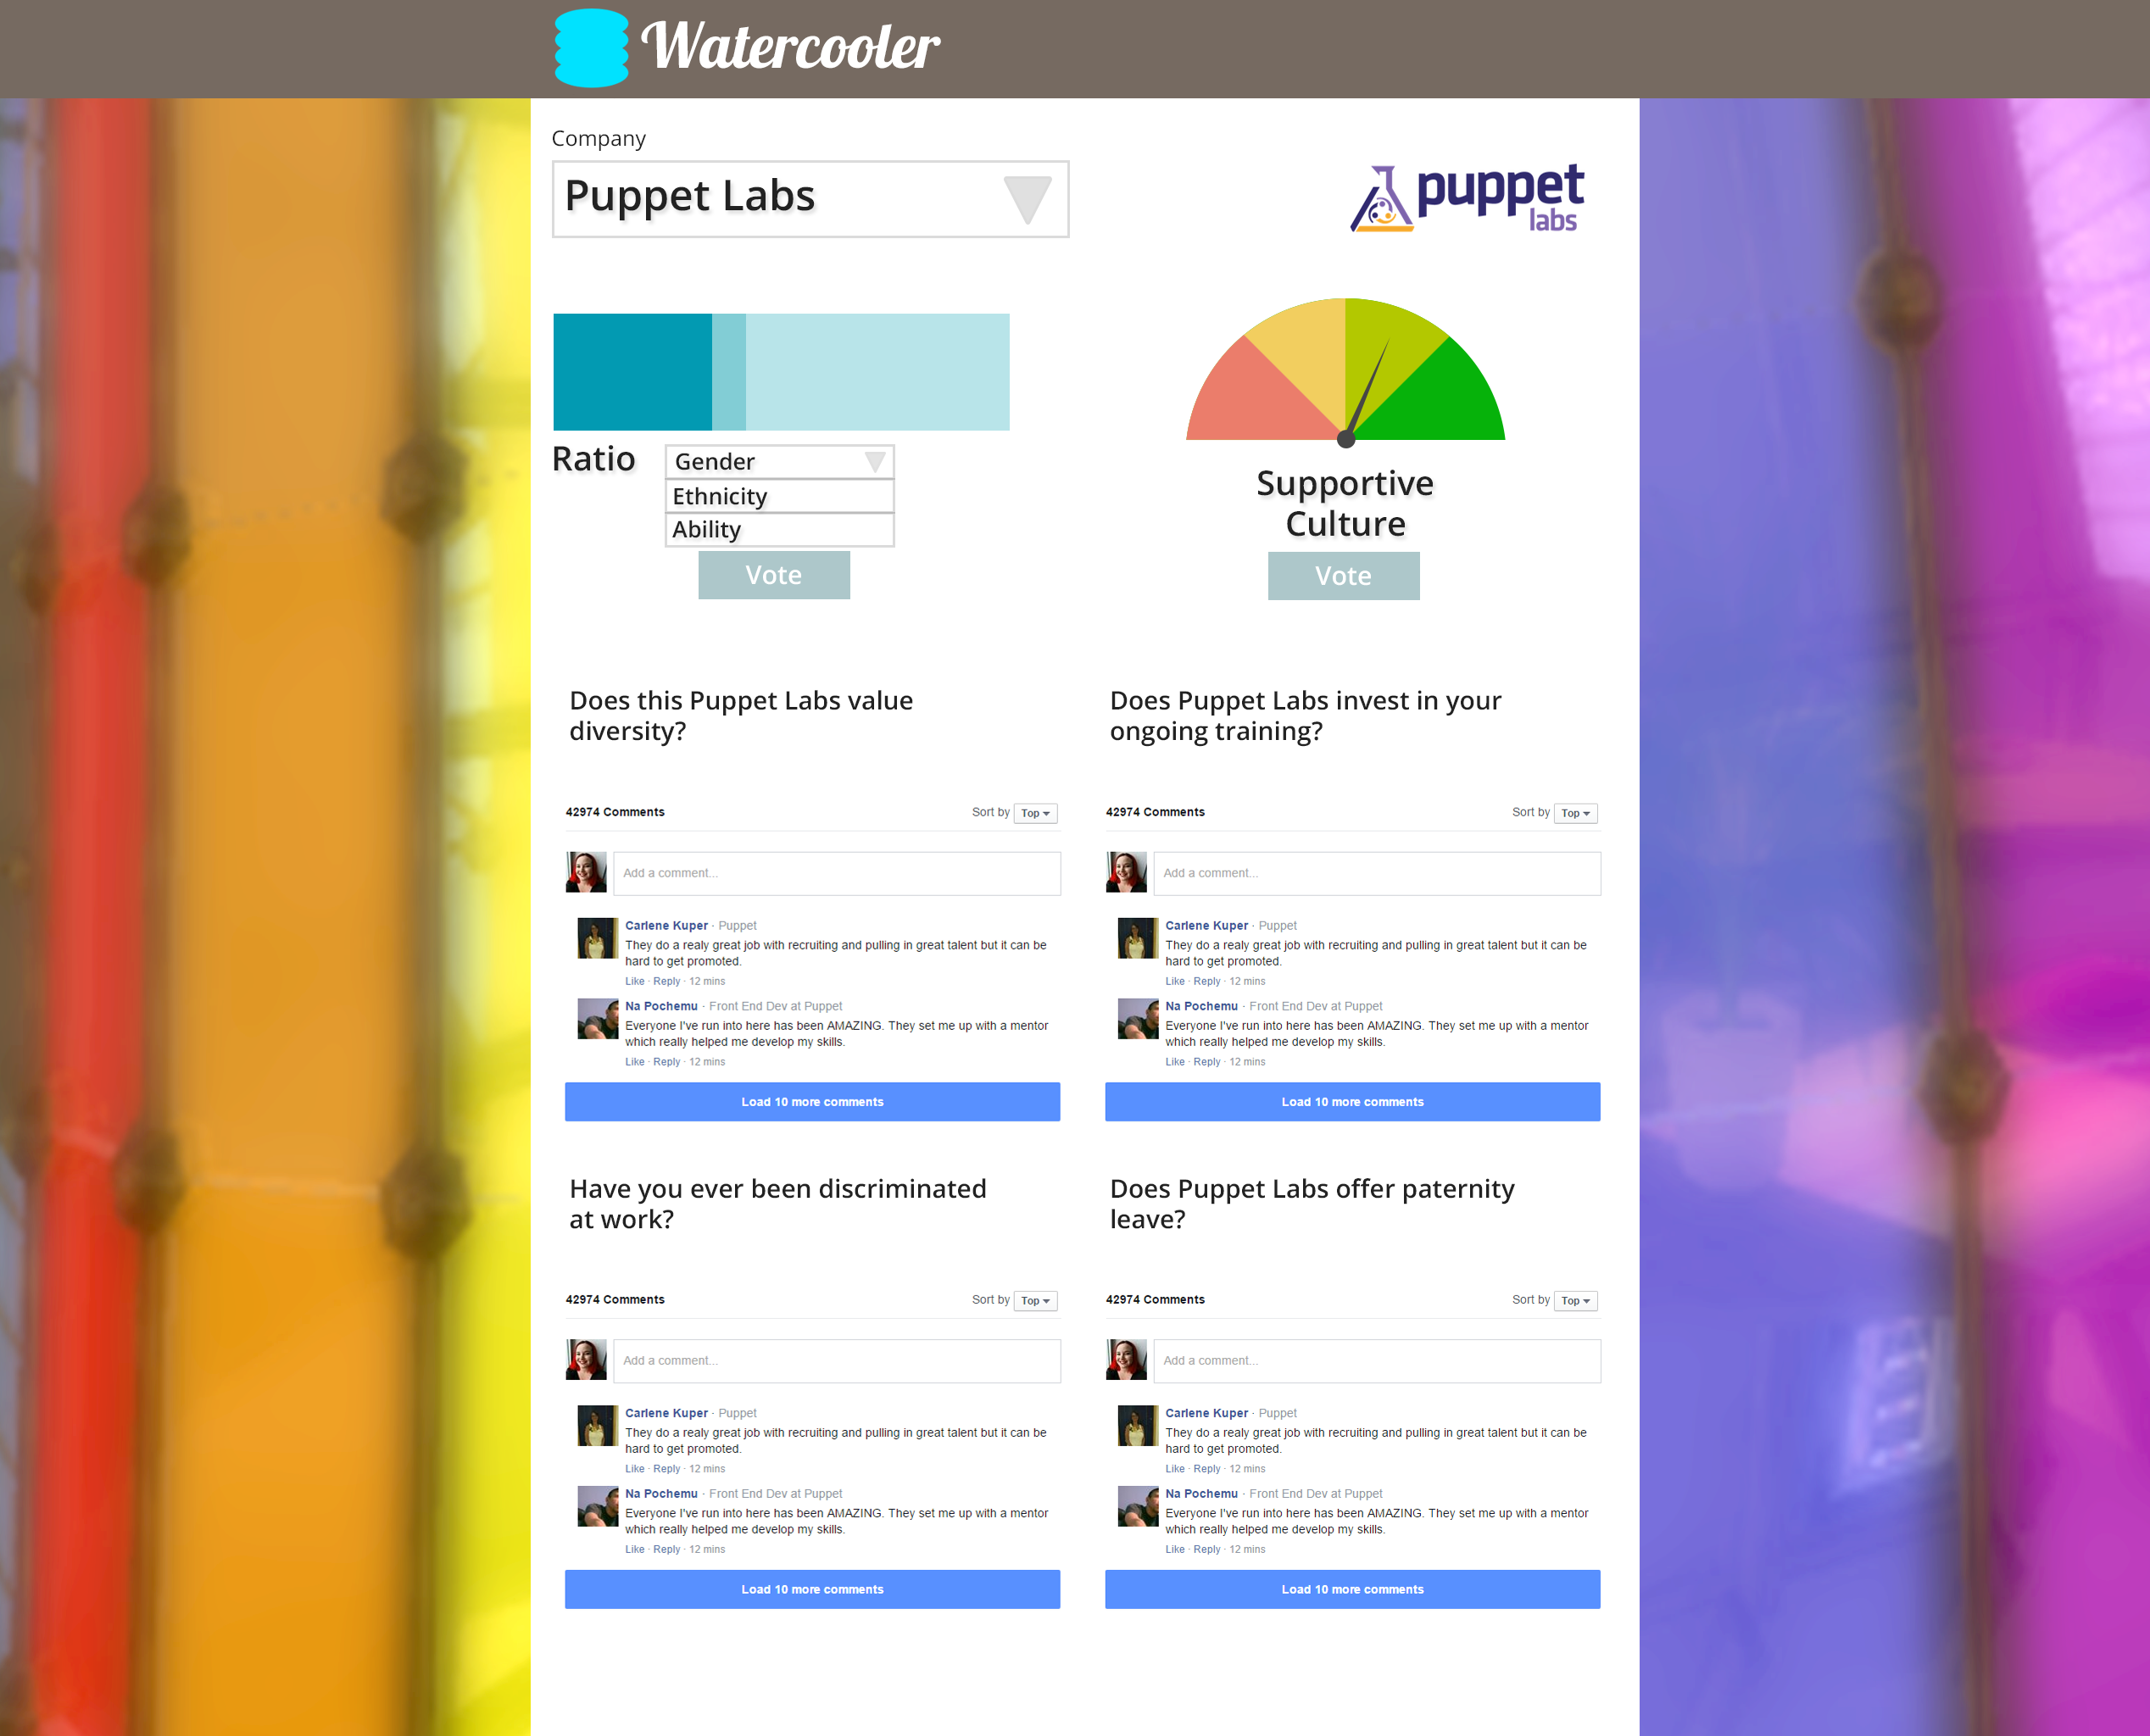 Watercooler
Company
Puppet Labs
puppet
labs
Ratio
Gender
Ethnicity
Ability
Vote
Supportive
Culture
Vote
Does this Puppet Labs value
diversity?
42974 Comments Sort by Top
Add a comment...
Carlene Kuper · Puppet
They do a realy great job with recruiting and pulling in great talent but it can be
hard to get promoted.
Like · Reply · 12 mins
Na Pochemu · Front End Dev at Puppet
Everyone I've run into here has been AMAZING. They set me up with a mentor
which really helped me develop my skills.
Like · Reply · 12 mins
Load 10 more comments
Does Puppet Labs invest in your
ongoing training?
42974 Comments Sort by Top
Add a comment...
Carlene Kuper · Puppet
They do a realy great job with recruiting and pulling in great talent but it can be
hard to get promoted.
Like · Reply · 12 mins
Na Pochemu · Front End Dev at Puppet
Everyone I've run into here has been AMAZING. They set me up with a mentor
which really helped me develop my skills.
Like · Reply · 12 mins
Load 10 more comments
Have you ever been discriminated
at work?
42974 Comments Sort by Top
Add a comment...
Carlene Kuper · Puppet
They do a realy great job with recruiting and pulling in great talent but it can be
hard to get promoted.
Like · Reply · 12 mins
Na Pochemu · Front End Dev at Puppet
Everyone I've run into here has been AMAZING. They set me up with a mentor
which really helped me develop my skills.
Like · Reply · 12 mins
Load 10 more comments
Does Puppet Labs offer paternity
leave?
42974 Comments Sort by Top
Add a comment...
Carlene Kuper · Puppet
They do a realy great job with recruiting and pulling in great talent but it can be
hard to get promoted.
Like · Reply · 12 mins
Na Pochemu · Front End Dev at Puppet
Everyone I've run into here has been AMAZING. They set me up with a mentor
which really helped me develop my skills.
Like · Reply · 12 mins
Load 10 more comments